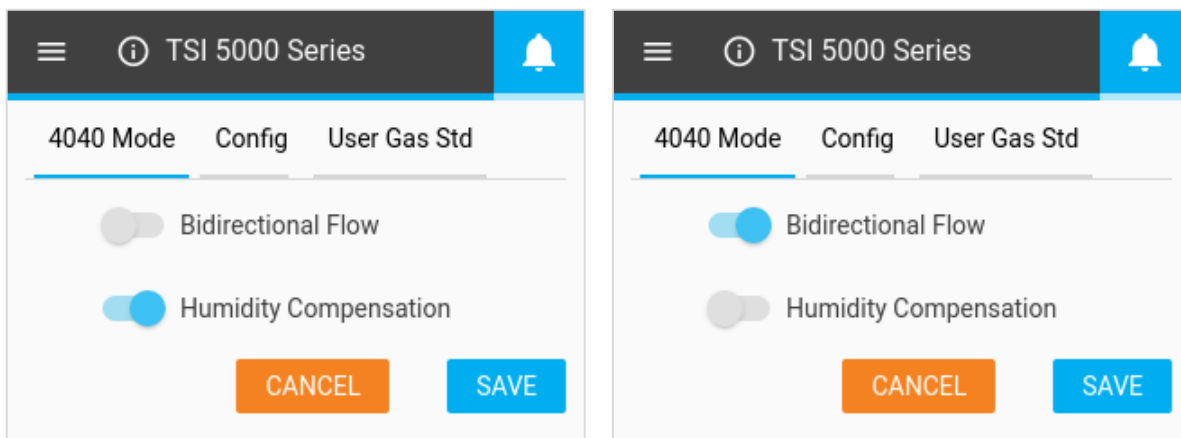 TSI 5000 Series
4040 Mode Config User Gas Std
Bidirectional Flow
Humidity Compensation
CANCEL SAVE
TSI 5000 Series
4040 Mode Config User Gas Std
Bidirectional Flow
Humidity Compensation
CANCEL SAVE